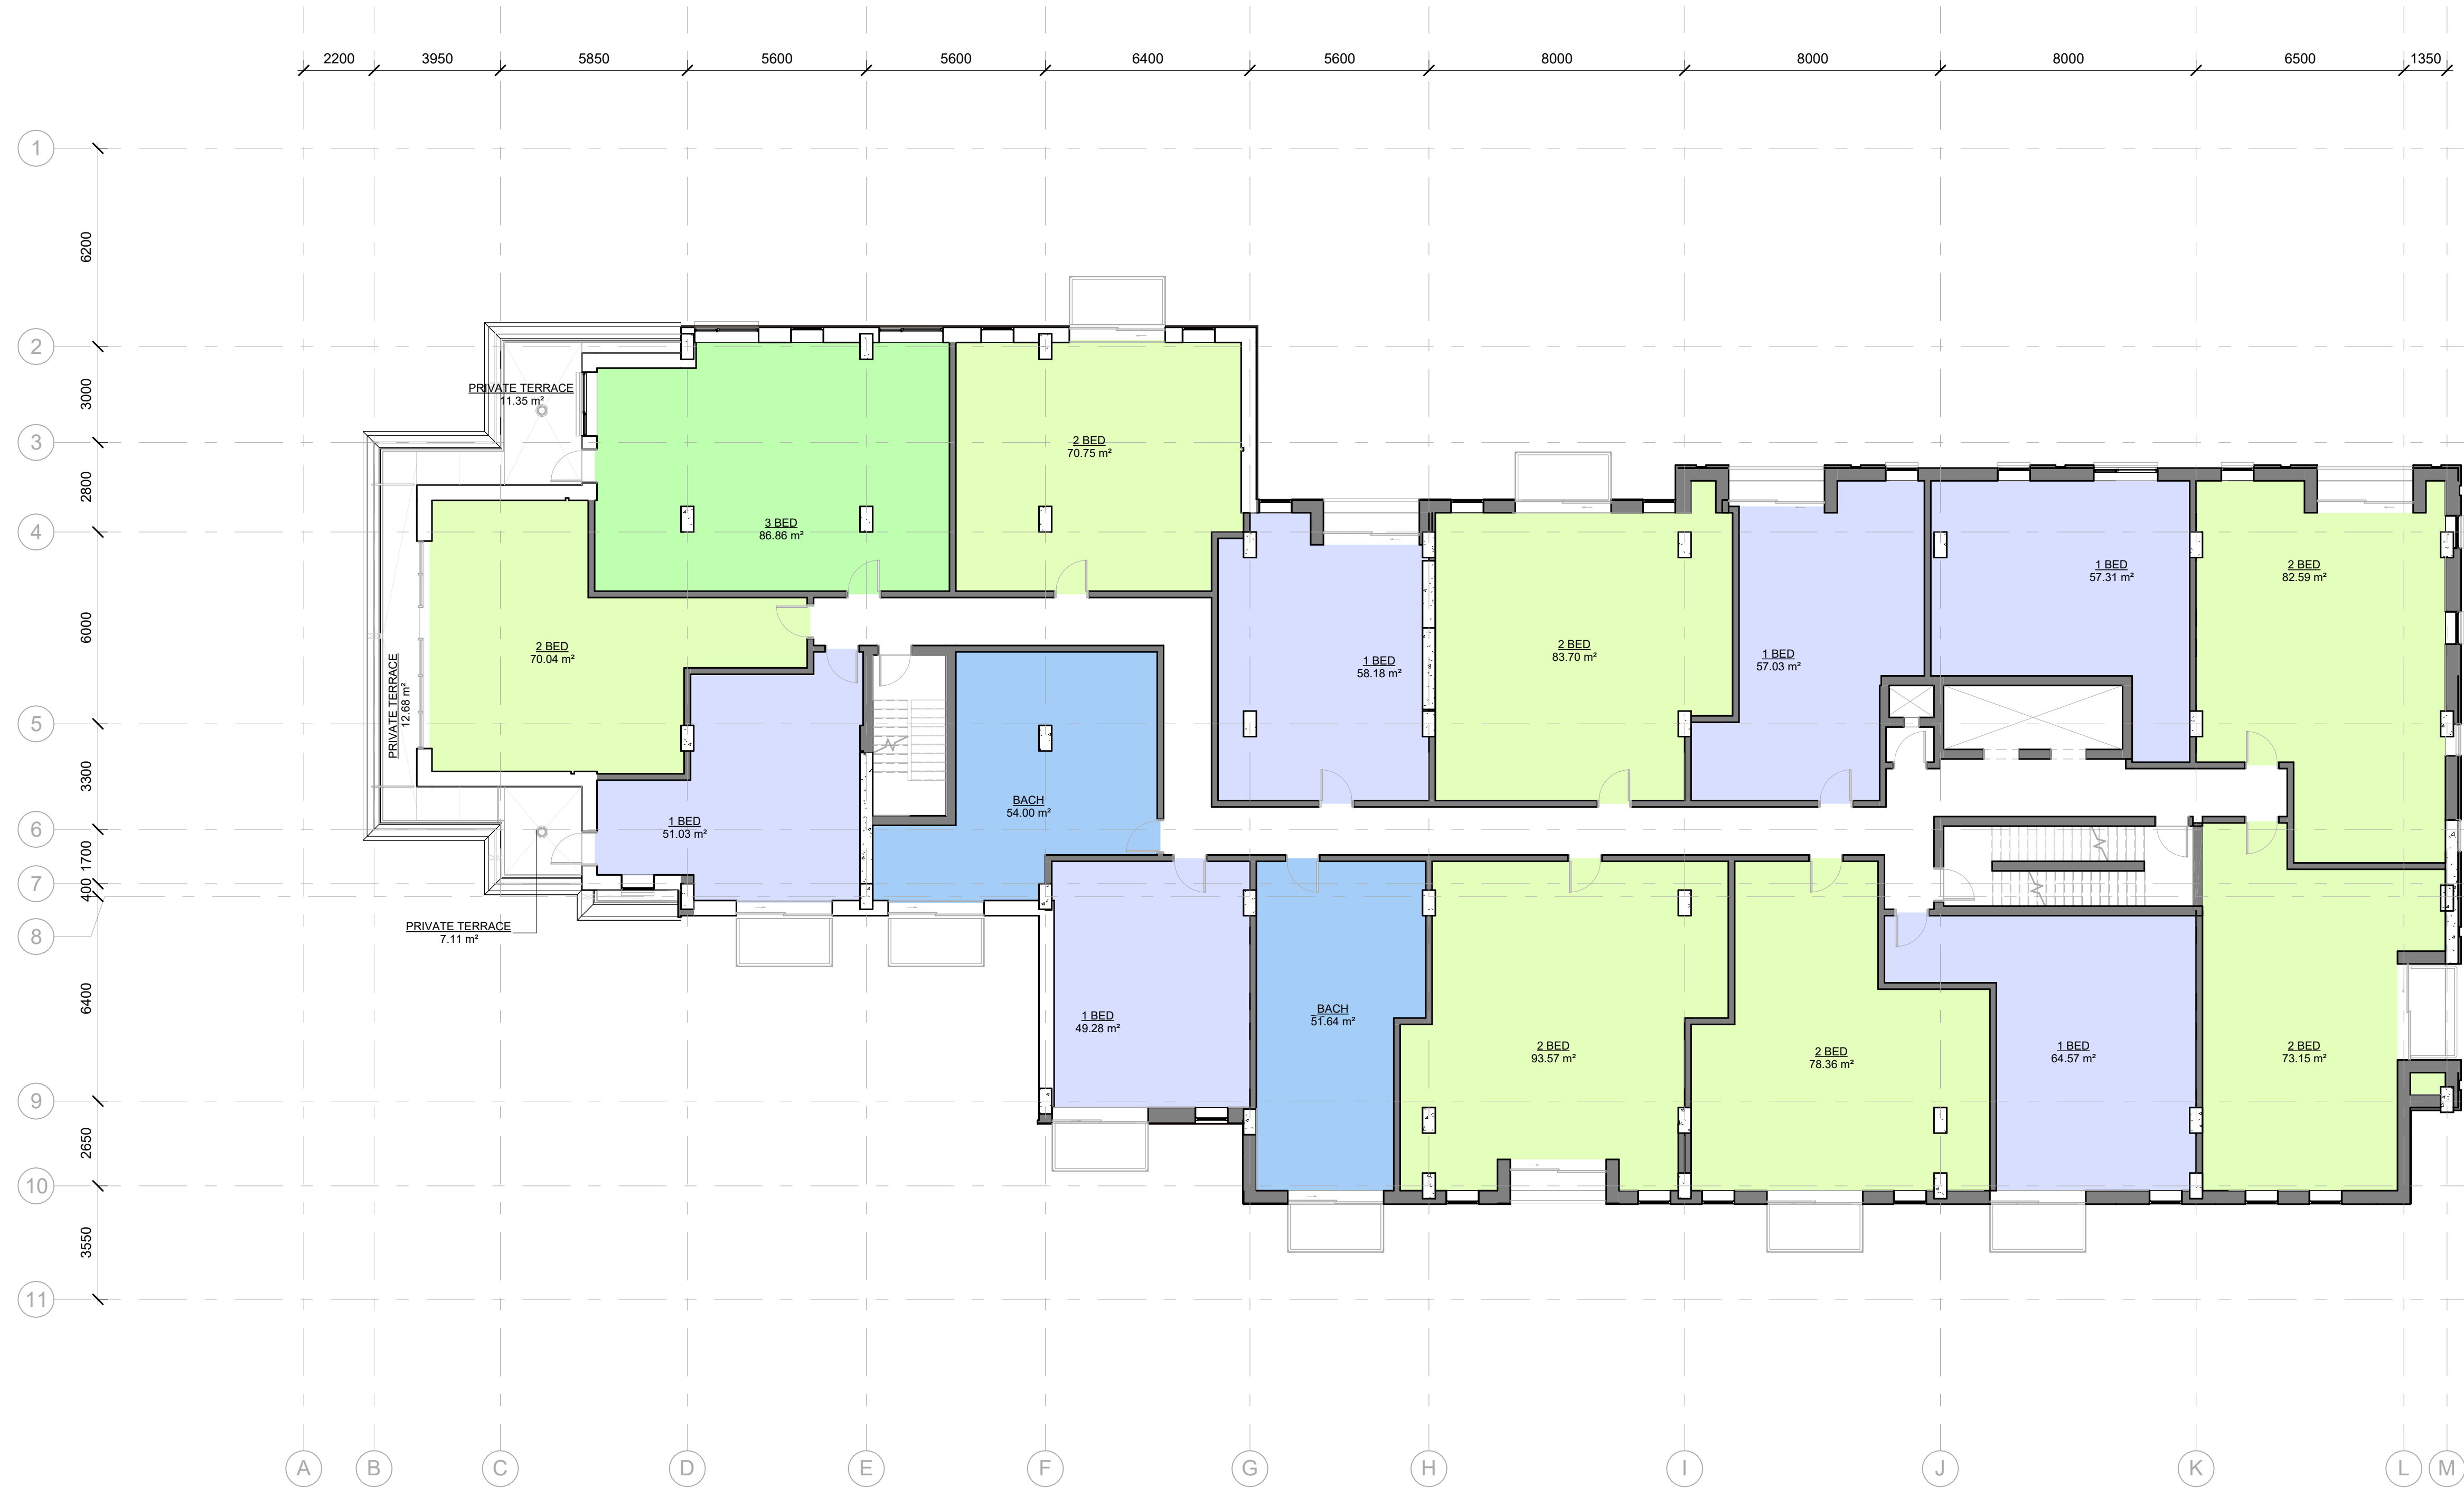 2200 3950 5850 5600 5600 6400 5600 8000 8000 8000 6500 1350
1
6200
2
3000
PRIVATE TERRACE
11.35 m²
3
2800
2 BED
70.75 m²
4
3 BED
86.86 m²
1 BED
57.31 m²
2 BED
82.59 m²
6000
2 BED
70.04 m²
PRIVATE TERRACE
12.68 m²
1 BED
58.18 m²
2 BED
83.70 m²
1 BED
57.03 m²
5
3300
1 BED
51.03 m²
BACH
54.00 m²
6
1700
7
400
8
PRIVATE TERRACE
7.11 m²
6400
1 BED
49.28 m²
BACH
51.64 m²
2 BED
93.57 m²
2 BED
78.36 m²
1 BED
64.57 m²
2 BED
73.15 m²
9
2650
10
3550
11
A B C D E F G H I J K L M